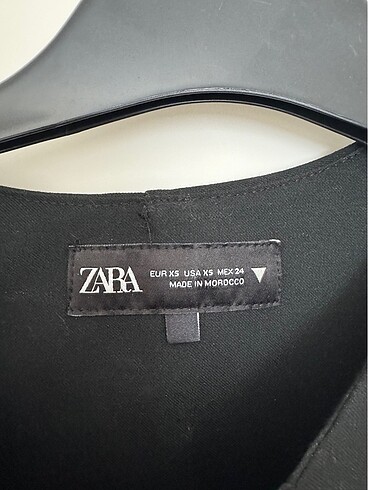 ZARA
EUR XS USA XS MEX 24
MADE IN MOROCCO